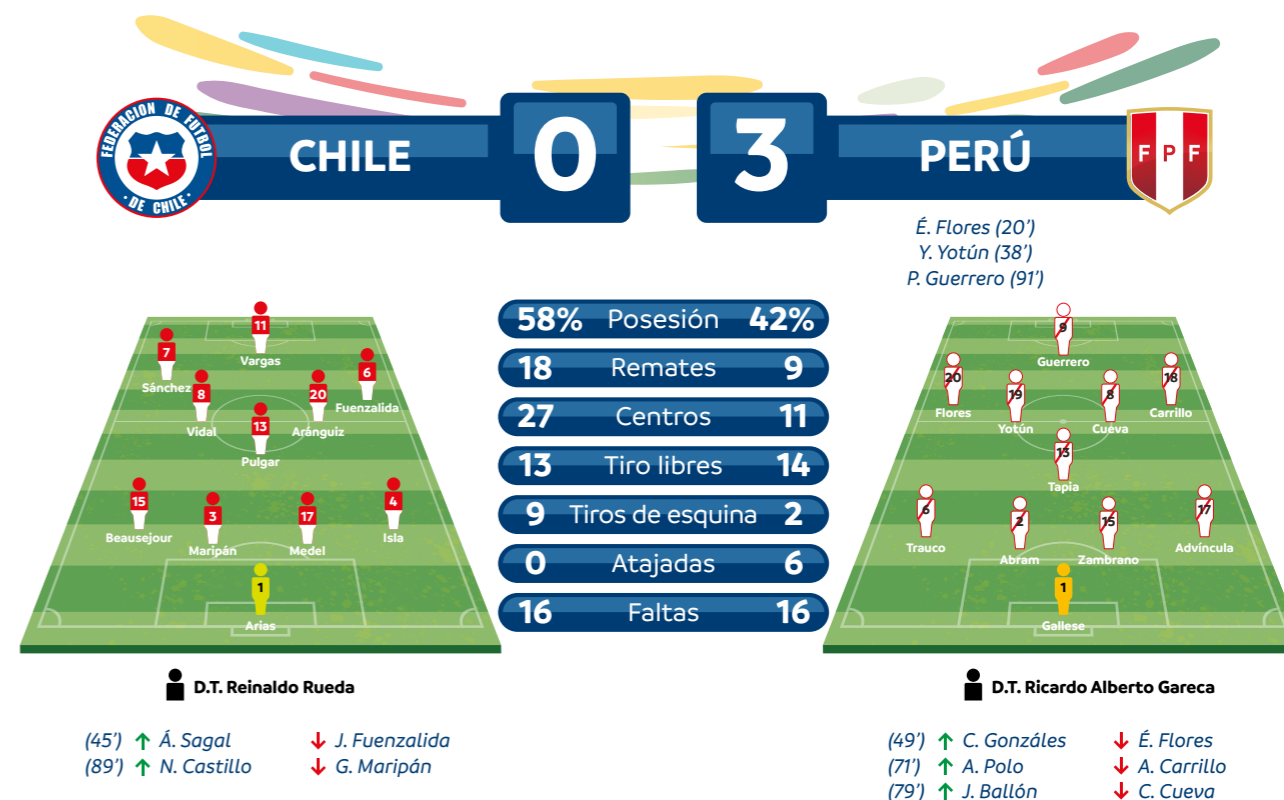 FEDERACION DE FUTBOL
· DE CHILE ·
CHILE
0
3
PERÚ
FPF
É. Flores (20’)
Y. Yotún (38’)
P. Guerrero (91’)
11
Vargas
7
Sánchez
6
Fuenzalida
8
Vidal
20
Aránguiz
13
Pulgar
15
Beausejour
3
Maripán
17
Medel
4
Isla
1
Arias
58% Posesión 42%
18 Remates 9
27 Centros 11
13 Tiro libres 14
9 Tiros de esquina 2
0 Atajadas 6
16 Faltas 16
9
Guerrero
20
Flores
19
Yotún
8
Cueva
18
Carrillo
13
Tapia
6
Trauco
2
Abram
15
Zambrano
17
Advíncula
1
Gallese
D.T. Reinaldo Rueda
(45’) ↑ Á. Sagal ↓ J. Fuenzalida
(89’) ↑ N. Castillo ↓ G. Maripán
D.T. Ricardo Alberto Gareca
(49’) ↑ C. Gonzáles ↓ É. Flores
(71’) ↑ A. Polo ↓ A. Carrillo
(79’) ↑ J. Ballón ↓ C. Cueva